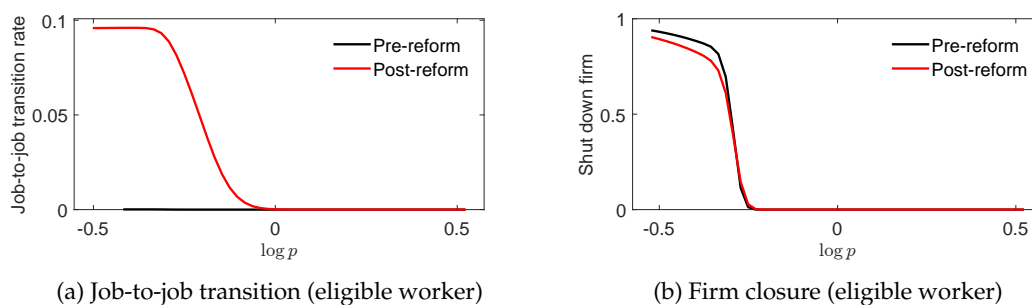 Job-to-job transition rate
0.1
0.05
0
-0.5
0
0.5
log p
Pre-reform
Post-reform
(a) Job-to-job transition (eligible worker)
Shut down firm
1
0.5
0
-0.5
0
0.5
log p
Pre-reform
Post-reform
(b) Firm closure (eligible worker)